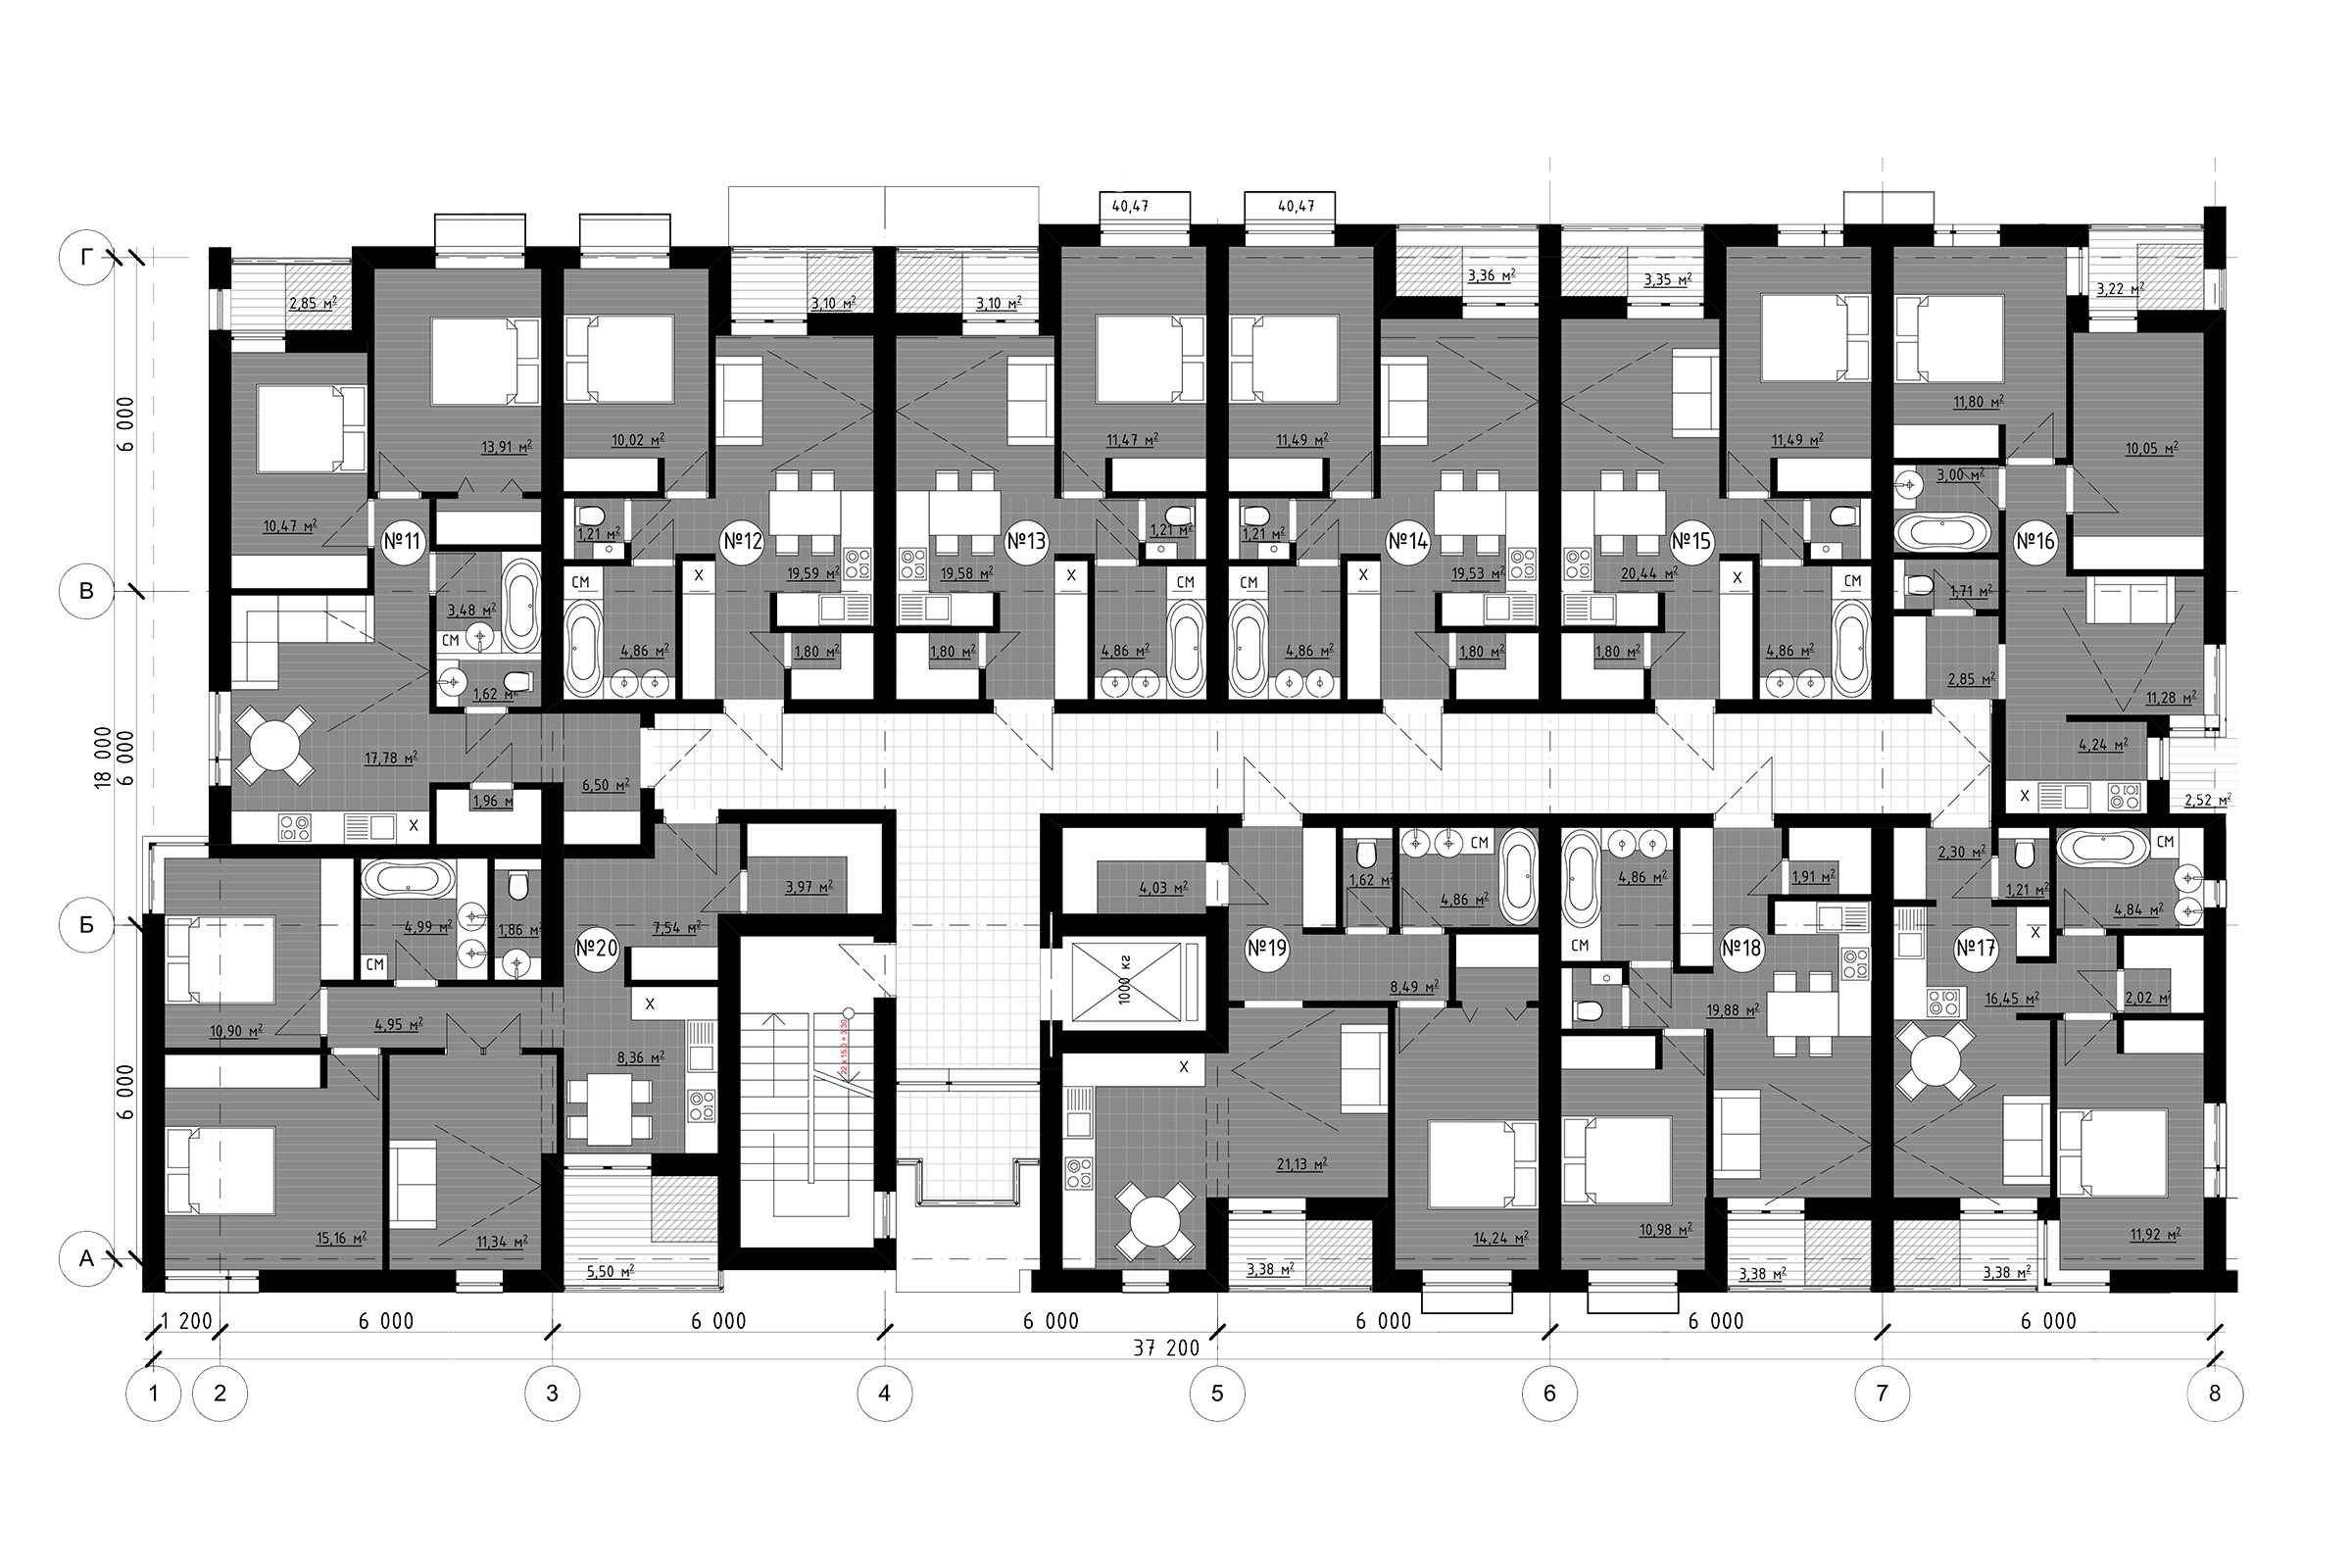 40,47
40,47
Г
2,85 м²
3,10 м²
3,10 м²
3,36 м²
3,35 м²
3,22 м²
6 000
13,91 м²
10,02 м²
11,47 м²
11,49 м²
11,49 м²
11,80 м²
10,05 м²
10,47 м²
3,00 м²
№11
1,21 м²
№12
№13
1,21 м²
1,21 м²
№14
№15
№16
В
3,48 м²
СМ
СМ
4,86 м²
X
19,59 м²
19,58 м²
X
СМ
4,86 м²
СМ
4,86 м²
X
19,53 м²
20,44 м²
X
СМ
4,86 м²
1,71 м²
1,62 м²
1,80 м²
1,80 м²
1,80 м²
1,80 м²
2,85 м²
11,28 м²
18 000
6 000
17,78 м²
6,50 м²
4,24 м²
1,96 м
X
X
2,52 м²
Б
4,99 м²
СМ
1,86 м²
№20
7,54 м²
3,97 м²
4,03 м²
1,62 м²
СМ
4,86 м²
№19
8,49 м²
4,86 м²
СМ
1,91 м²
№18
19,88 м²
2,30 м²
1,21 м²
СМ
4,84 м²
X
№17
16,45 м²
2,02 м²
10,90 м²
4,95 м²
X
8,36 м²
22 x 15,0 = 3,30
1000 кг
X
6 000
15,16 м²
11,34 м²
5,50 м²
21,13 м²
14,24 м²
10,98 м²
11,92 м²
3,38 м²
3,38 м²
3,38 м²
А
1 200
6 000
6 000
6 000
6 000
6 000
6 000
37 200
1
2
3
4
5
6
7
8